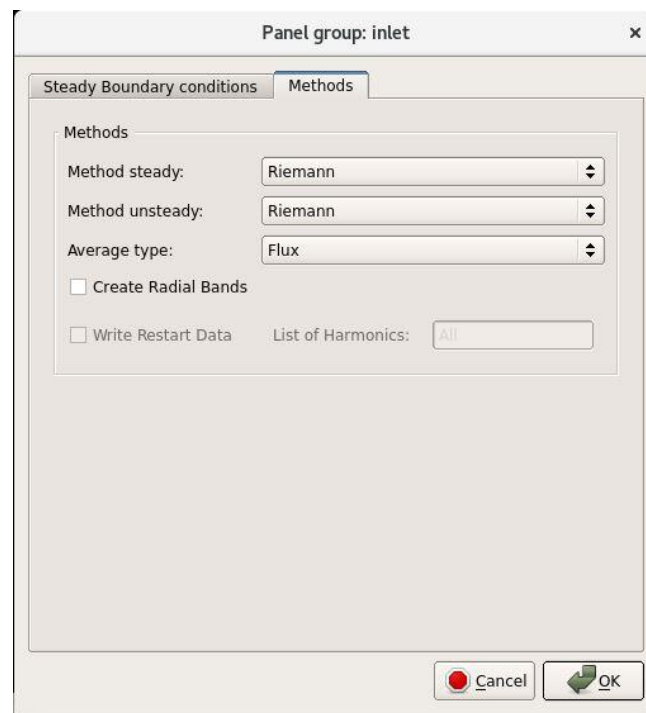 Panel group: inlet ×
Steady Boundary conditions Methods
Methods
Method steady: Riemann
Method unsteady: Riemann
Average type: Flux
Create Radial Bands
Write Restart Data List of Harmonics: All
Cancel OK